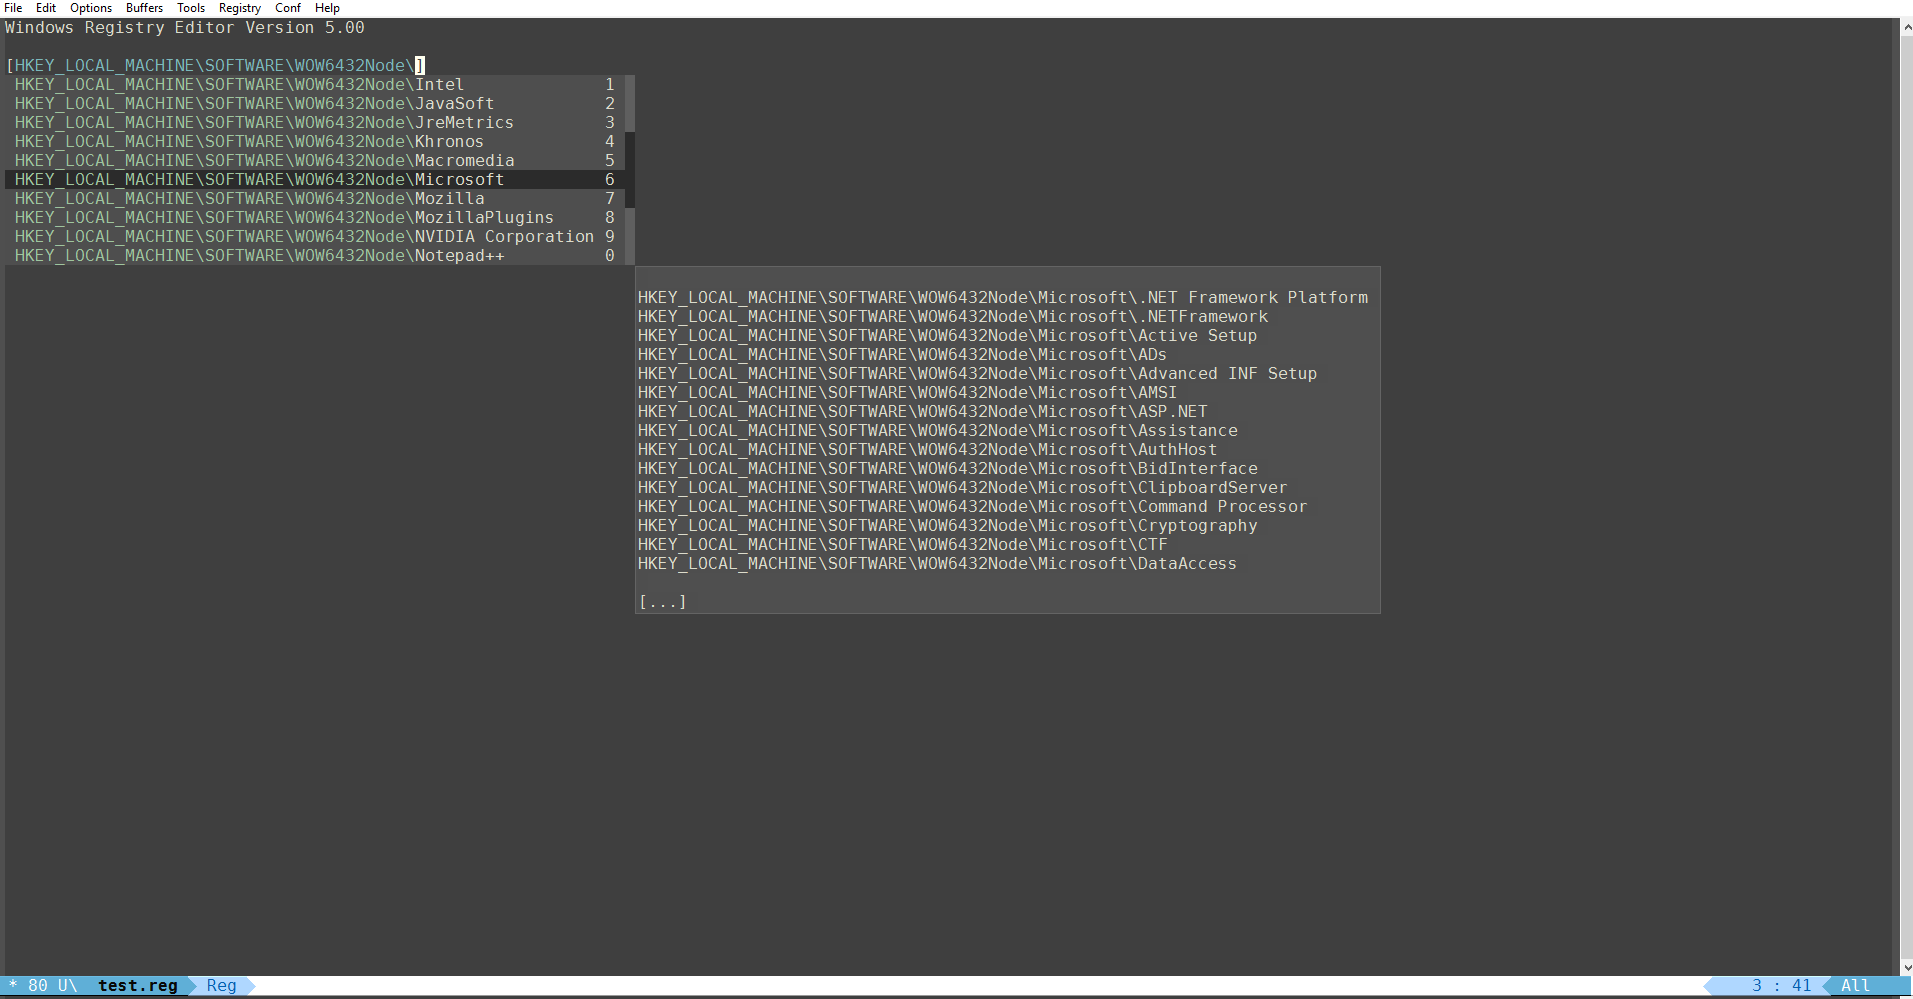 File Edit Options Buffers Tools Registry Conf Help
Windows Registry Editor Version 5.00
[HKEY_LOCAL_MACHINE\SOFTWARE\WOW6432Node\]
HKEY_LOCAL_MACHINE\SOFTWARE\WOW6432Node\Intel 1
HKEY_LOCAL_MACHINE\SOFTWARE\WOW6432Node\JavaSoft 2
HKEY_LOCAL_MACHINE\SOFTWARE\WOW6432Node\JreMetrics 3
HKEY_LOCAL_MACHINE\SOFTWARE\WOW6432Node\Khronos 4
HKEY_LOCAL_MACHINE\SOFTWARE\WOW6432Node\Macromedia 5
HKEY_LOCAL_MACHINE\SOFTWARE\WOW6432Node\Microsoft 6
HKEY_LOCAL_MACHINE\SOFTWARE\WOW6432Node\Mozilla 7
HKEY_LOCAL_MACHINE\SOFTWARE\WOW6432Node\MozillaPlugins 8
HKEY_LOCAL_MACHINE\SOFTWARE\WOW6432Node\NVIDIA Corporation 9
HKEY_LOCAL_MACHINE\SOFTWARE\WOW6432Node\Notepad++ 0
HKEY_LOCAL_MACHINE\SOFTWARE\WOW6432Node\Microsoft\.NET Framework Platform
HKEY_LOCAL_MACHINE\SOFTWARE\WOW6432Node\Microsoft\.NETFramework
HKEY_LOCAL_MACHINE\SOFTWARE\WOW6432Node\Microsoft\Active Setup
HKEY_LOCAL_MACHINE\SOFTWARE\WOW6432Node\Microsoft\ADs
HKEY_LOCAL_MACHINE\SOFTWARE\WOW6432Node\Microsoft\Advanced INF Setup
HKEY_LOCAL_MACHINE\SOFTWARE\WOW6432Node\Microsoft\AMSI
HKEY_LOCAL_MACHINE\SOFTWARE\WOW6432Node\Microsoft\ASP.NET
HKEY_LOCAL_MACHINE\SOFTWARE\WOW6432Node\Microsoft\Assistance
HKEY_LOCAL_MACHINE\SOFTWARE\WOW6432Node\Microsoft\AuthHost
HKEY_LOCAL_MACHINE\SOFTWARE\WOW6432Node\Microsoft\BidInterface
HKEY_LOCAL_MACHINE\SOFTWARE\WOW6432Node\Microsoft\ClipboardServer
HKEY_LOCAL_MACHINE\SOFTWARE\WOW6432Node\Microsoft\Command Processor
HKEY_LOCAL_MACHINE\SOFTWARE\WOW6432Node\Microsoft\Cryptography
HKEY_LOCAL_MACHINE\SOFTWARE\WOW6432Node\Microsoft\CTF
HKEY_LOCAL_MACHINE\SOFTWARE\WOW6432Node\Microsoft\DataAccess
[...]
* 80 U\ test.reg Reg 3 : 41 All